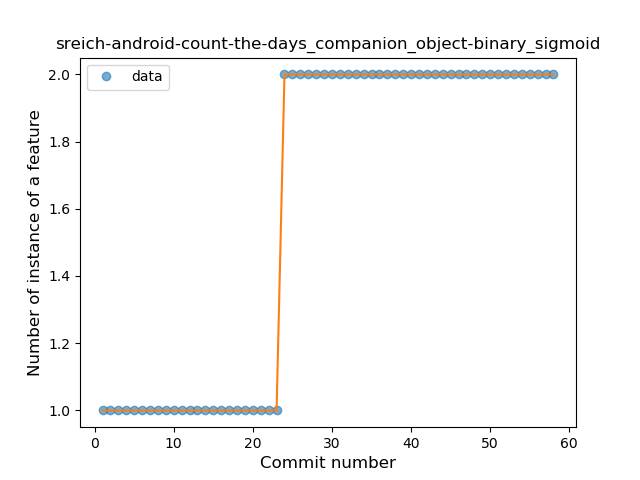 sreich-android-count-the-days_companion_object-binary_sigmoid
data
Number of instance of a feature
2.0
1.8
1.6
1.4
1.2
1.0
0 10 20 30 40 50 60
Commit number